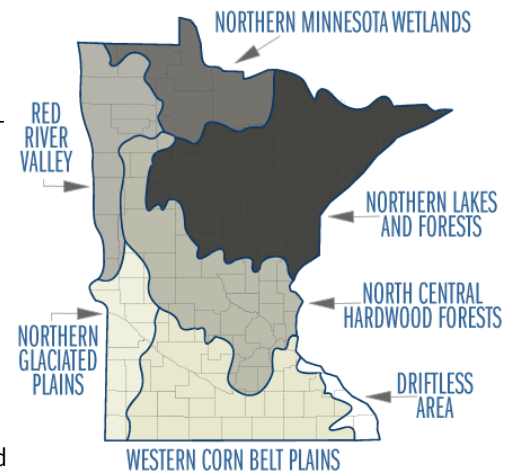 NORTHERN MINNESOTA WETLANDS
RED
RIVER
VALLEY
NORTHERN LAKES
AND FORESTS
NORTH CENTRAL
HARDWOOD FORESTS
NORTHERN
GLACIATED
PLAINS
DRIFTLESS
AREA
WESTERN CORN BELT PLAINS